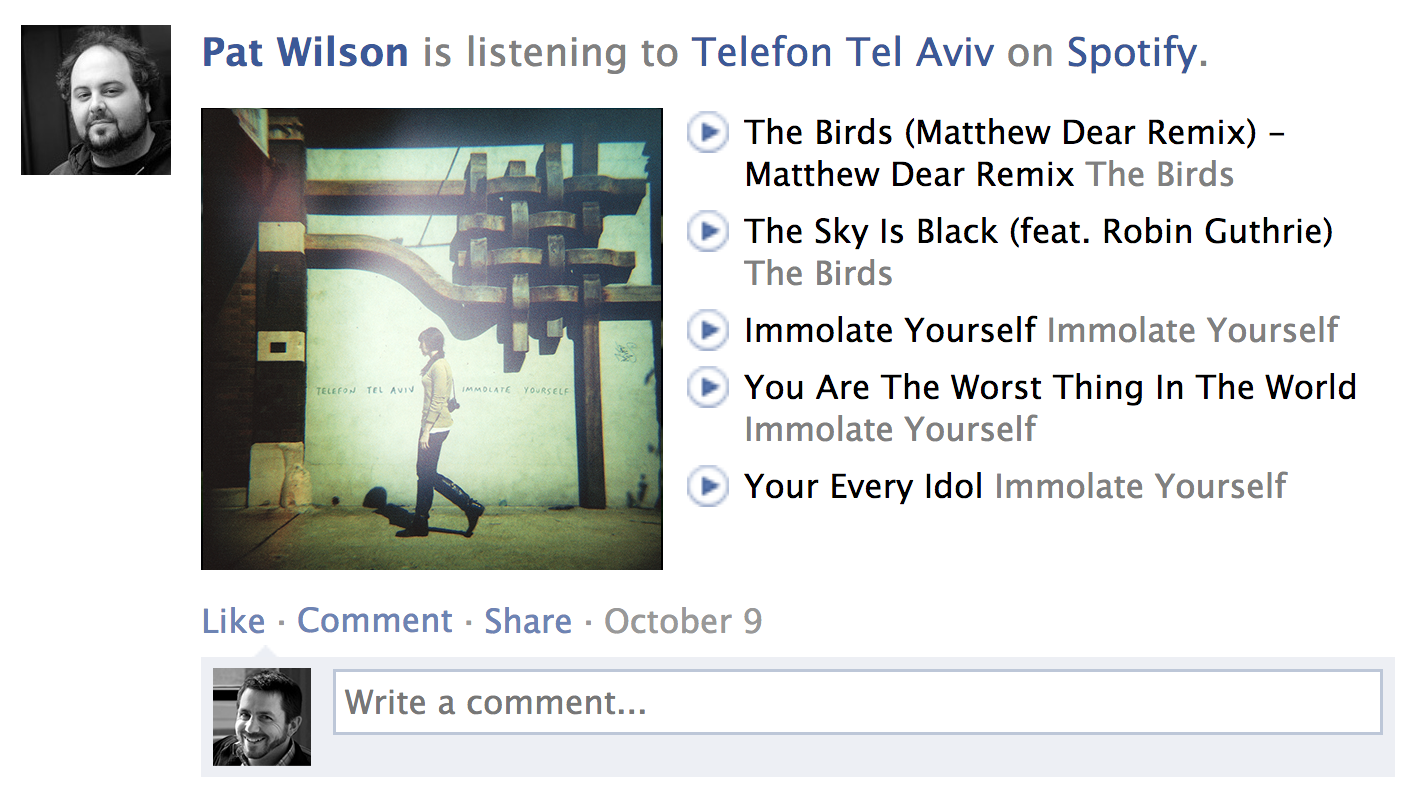 Pat Wilson is listening to Telefon Tel Aviv on Spotify.
The Birds (Matthew Dear Remix) –
Matthew Dear Remix The Birds
The Sky Is Black (feat. Robin Guthrie)
The Birds
Immolate Yourself Immolate Yourself
You Are The Worst Thing In The World
Immolate Yourself
Your Every Idol Immolate Yourself
TELEFON TEL AVIV IMMOLATE YOURSELF
Like · Comment · Share · October 9
Write a comment...